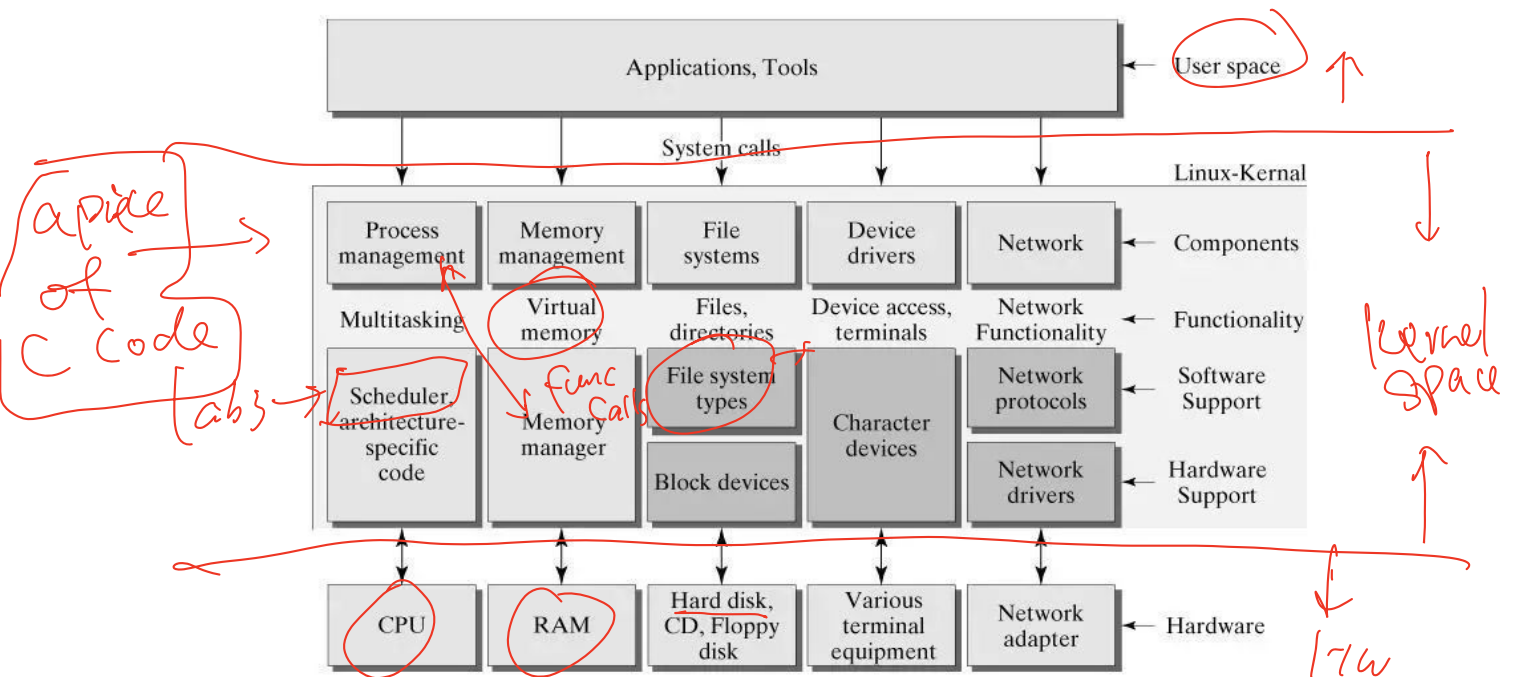 Applications, Tools
User space
System calls
Linux-Kernal
a piece
of
C Code
Process
management
Memory
management
File
systems
Device
drivers
Network
Components
Multitasking
Virtual
memory
Files,
directories
Device access,
terminals
Network
Functionality
Functionality
kernel
space
Lab3
Scheduler,
architecture-
specific
code
func
calls
Memory
manager
File system
types
Block devices
Character
devices
Network
protocols
Network
drivers
Software
Support
Hardware
Support
CPU
RAM
Hard disk,
CD, Floppy
disk
Various
terminal
equipment
Network
adapter
Hardware
H/W